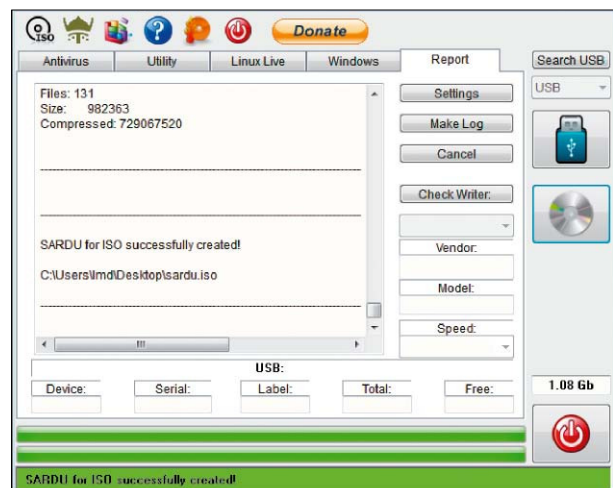 ISO
Donate
Antivirus
Utility
Linux Live
Windows
Report
Search USB
USB
Files: 131
Size: 982363
Compressed: 729067520
Settings
Make Log
Cancel
Check Writer:
SARDU for ISO successfully created!
C:\Users\lmd\Desktop\sardu.iso
Vendor:
Model:
Speed:
USB:
Device:
Serial:
Label:
Total:
Free:
1.08 Gb
SARDU for ISO successfully created!